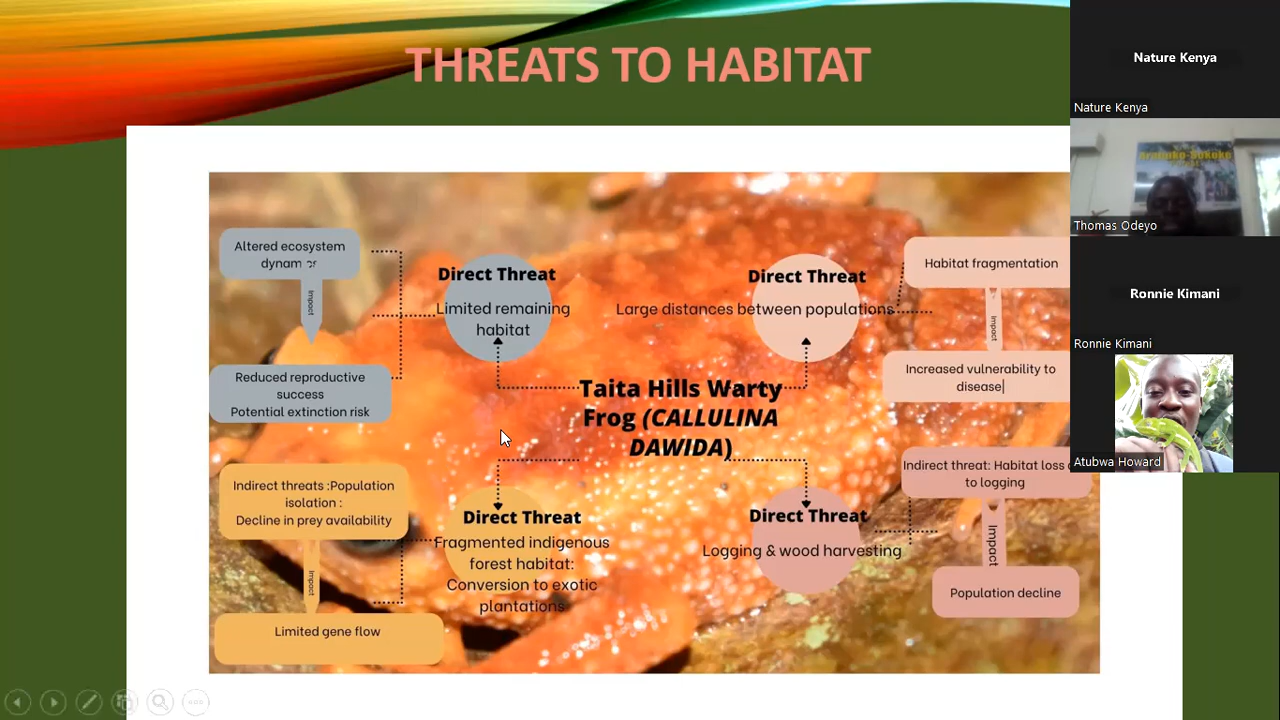 THREATS TO HABITAT
Altered ecosystem
Impact
Reduced reproductive
success
Potential extinction risk
Direct Threat
Limited remaining
habitat
Direct Threat
Large distances between populations
Habitat fragmentation
Impact
Increased vulnerability to
disease
Taita Hills Warty
Frog (CALLULINA
DAWIDA)
Indirect threats :Population
isolation :
Decline in prey availability
Impact
Limited gene flow
Direct Threat
Fragmented indigenous
forest habitat:
Conversion to exotic
plantations
Direct Threat
Logging & wood harvesting
Indirect threat: Habitat loss
to logging
Impact
Population decline
Nature Kenya
Nature Kenya
Arabuko-Sokoke
Thomas Odeyo
Ronnie Kimani
Ronnie Kimani
Atubwa Howard